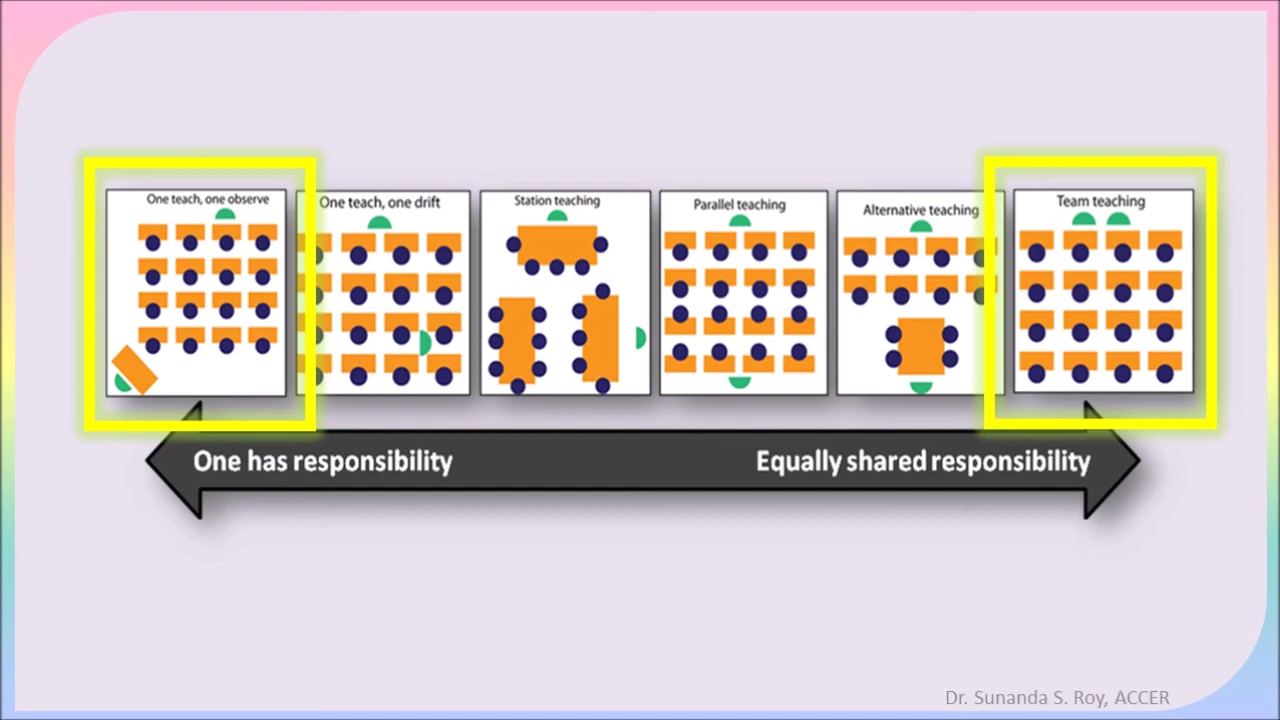 One teach, one observe
One teach, one drift
Station teaching
Parallel teaching
Alternative teaching
Team teaching
One has responsibility
Equally shared responsibility
Dr. Sunanda S. Roy, ACCER